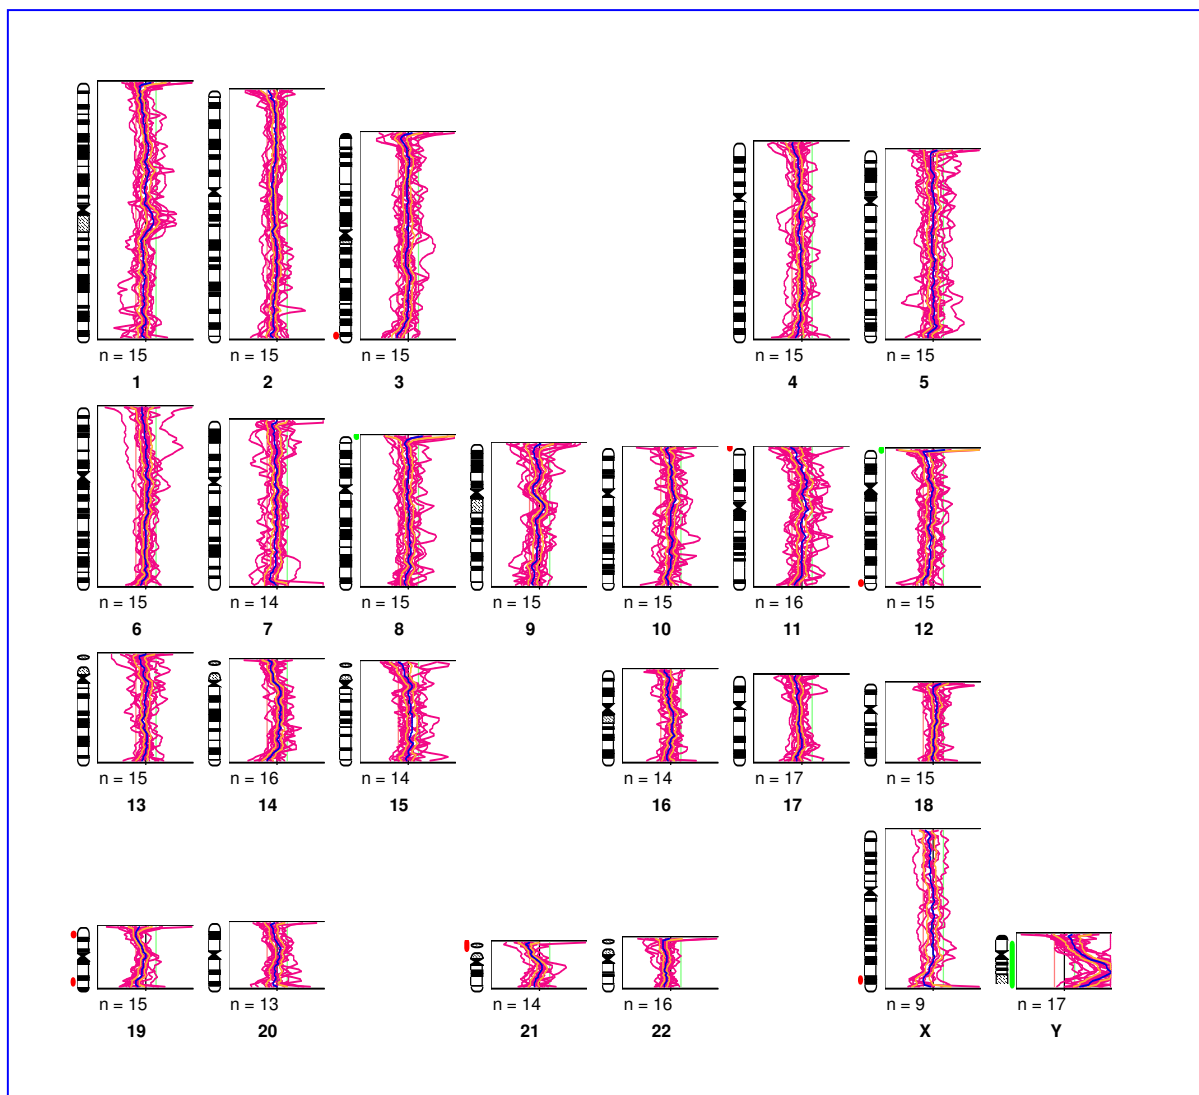 n = 15 n = 15 n = 15 n = 15 n = 15
1 2 3 4 5
n = 15 n = 14 n = 15 n = 15 n = 15 n = 16 n = 15
6 7 8 9 10 11 12
n = 15 n = 16 n = 14 n = 14 n = 17 n = 15
13 14 15 16 17 18
n = 15 n = 13 n = 14 n = 16 n = 9 n = 17
19 20 21 22 X Y